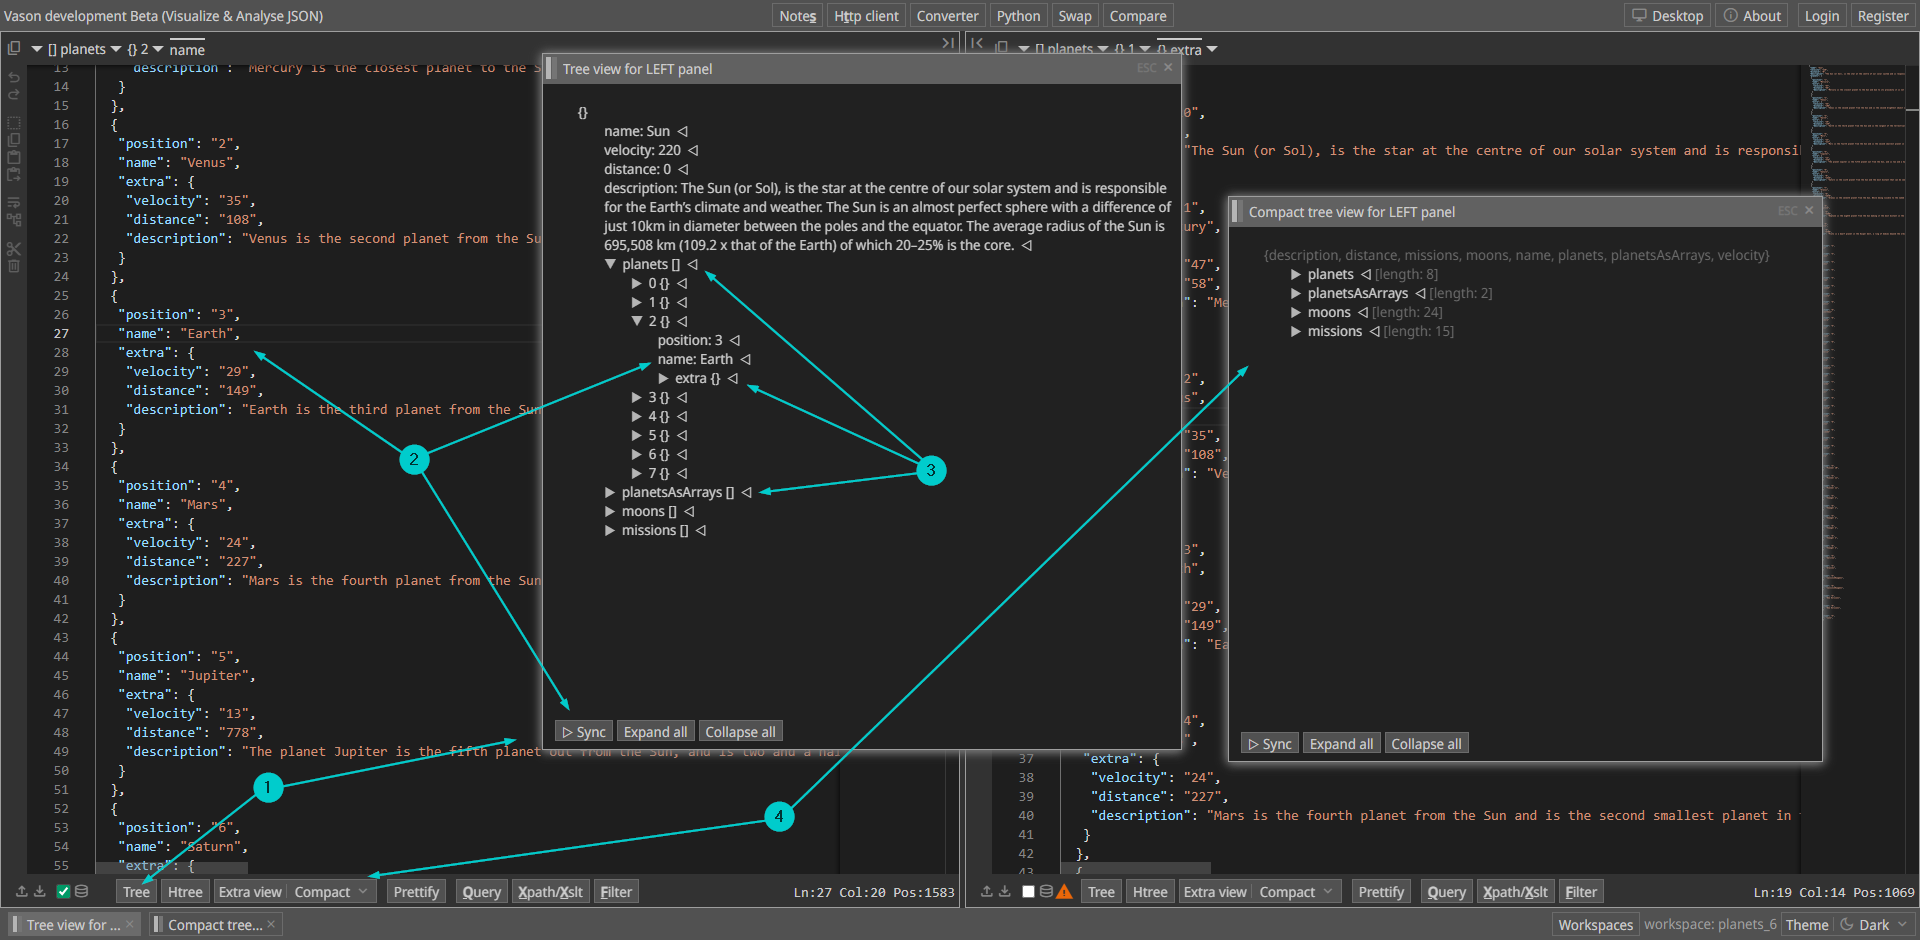 Vason development Beta (Visualize & Analyse JSON)
Notes Http client Converter Python Swap Compare
Desktop About Login Register
[] planets {} 2 name
13 "description": "Mercury is the closest planet to the S
14 }
15 },
16 {
17 "position": "2",
18 "name": "Venus",
19 "extra": {
20 "velocity": "35",
21 "distance": "108",
22 "description": "Venus is the second planet from the Su
23 }
24 },
25 {
26 "position": "3",
27 "name": "Earth",
28 "extra": {
29 "velocity": "29",
30 "distance": "149",
31 "description": "Earth is the third planet from the Sun
32 }
33 },
34 {
35 "position": "4",
36 "name": "Mars",
37 "extra": {
38 "velocity": "24",
39 "distance": "227",
40 "description": "Mars is the fourth planet from the Sun
41 }
42 },
43 {
44 "position": "5",
45 "name": "Jupiter",
46 "extra": {
47 "velocity": "13",
48 "distance": "778",
49 "description": "The planet Jupiter is the fifth planet out from the Sun, and is two and a hal
50 }
51 },
52 {
53 "position": "6",
54 "name": "Saturn",
55 "extra": {
Tree Htree Extra view Compact Prettify Query Xpath/Xslt Filter
Ln:27 Col:20 Pos:1583
Tree view for LEFT panel ESC ×
{}
name: Sun
velocity: 220
distance: 0
description: The Sun (or Sol), is the star at the centre of our solar system and is responsible
for the Earth's climate and weather. The Sun is an almost perfect sphere with a difference of
just 10km in diameter between the poles and the equator. The average radius of the Sun is
695,508 km (109.2 x that of the Earth) of which 20–25% is the core.
planets []
0 {}
1 {}
2 {}
position: 3
name: Earth
extra {}
3 {}
4 {}
5 {}
6 {}
7 {}
planetsAsArrays []
moons []
missions []
Sync Expand all Collapse all
1
2
3
4
[] planets {} 1 {} extra
0",
",
"The Sun (or Sol), is the star at the centre of our solar system and is responsi
1",
ury",
"47",
"58",
": "Me
2",
s",
"35",
"108",
": "Ve
3",
h",
"29",
"149",
": "Ea
4",
",
Compact tree view for LEFT panel ESC ×
{description, distance, missions, moons, name, planets, planetsAsArrays, velocity}
planets [length: 8]
planetsAsArrays [length: 2]
moons [length: 24]
missions [length: 15]
Sync Expand all Collapse all
37 "extra": {
38 "velocity": "24",
39 "distance": "227",
40 "description": "Mars is the fourth planet from the Sun and is the second smallest planet in
41 }
42 },
43 {
Tree Htree Extra view Compact Prettify Query Xpath/Xslt Filter
Ln:19 Col:14 Pos:1069
Tree view for ... × Compact tree... ×
Workspaces workspace: planets_6 Theme Dark